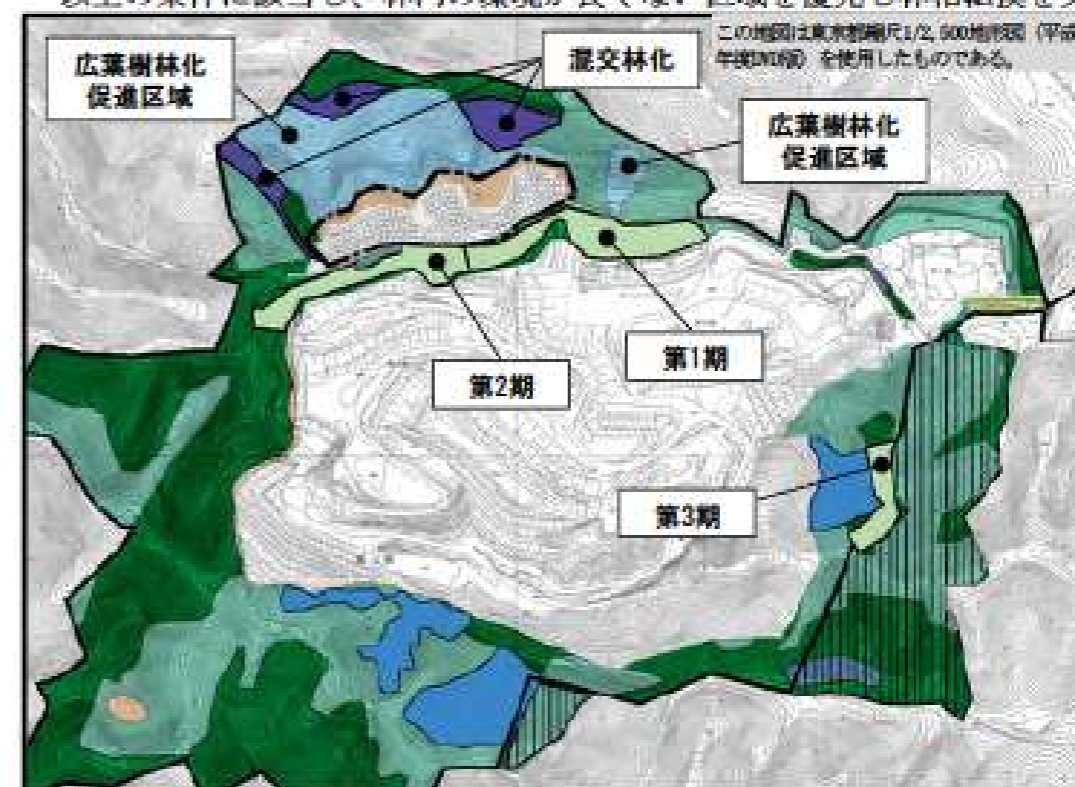 この地図は東京都縮尺1/2,500地形図(平成
を使用したものである。
広葉樹林化
促進区域
混交林化
広葉樹林化
促進区域
第1期
第2期
第3期